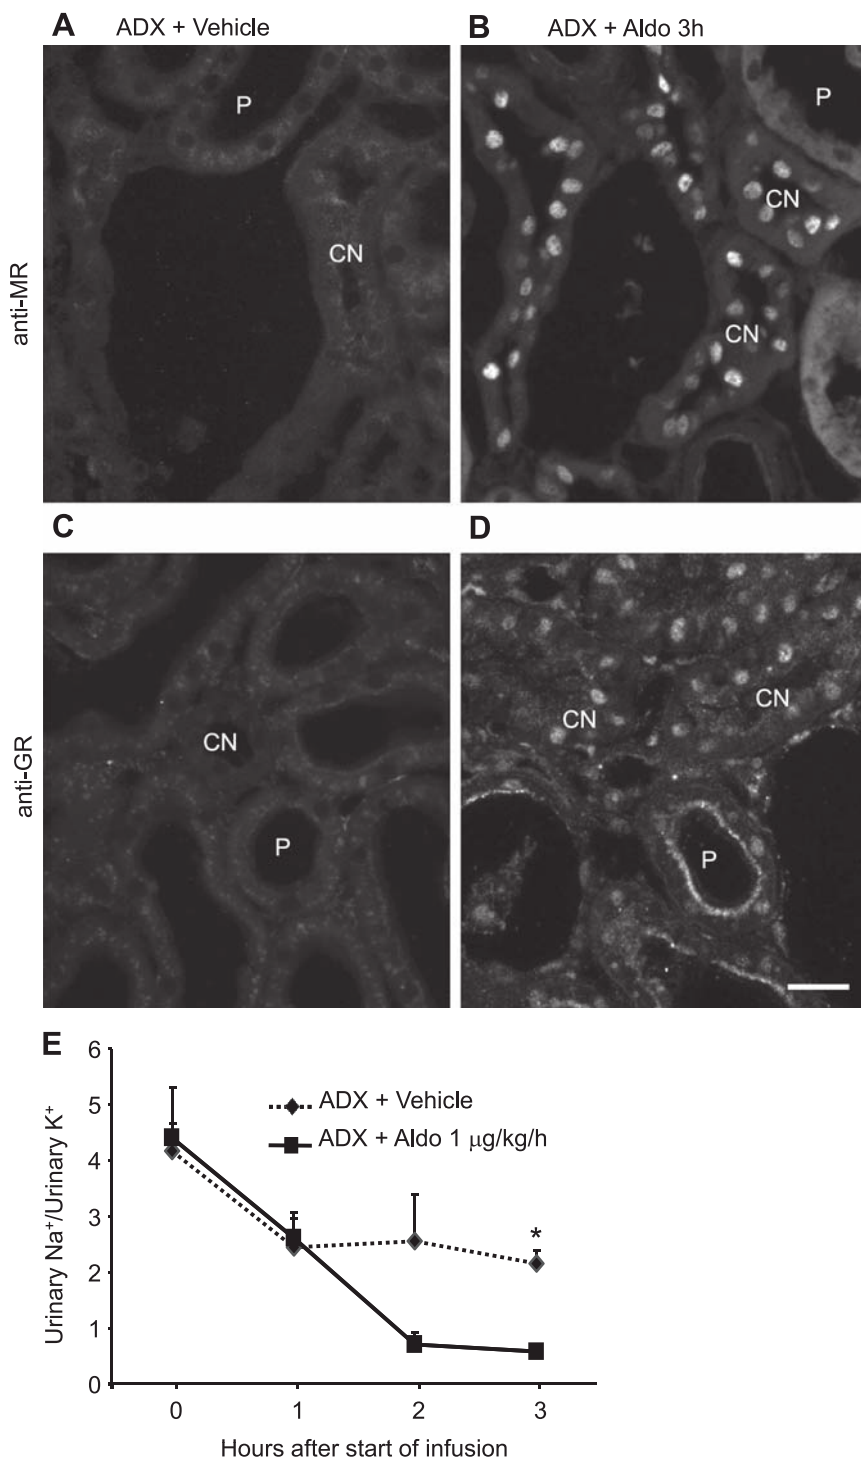 A ADX + Vehicle
B ADX + Aldo 3h
anti-MR
P
CN
P
CN
CN
C
D
anti-GR
CN
P
CN
CN
P
E
Urinary Na⁺/Urinary K⁺
6
5
4
3
2
1
0
ADX + Vehicle
ADX + Aldo 1 μg/kg/h
*
0 1 2 3
Hours after start of infusion